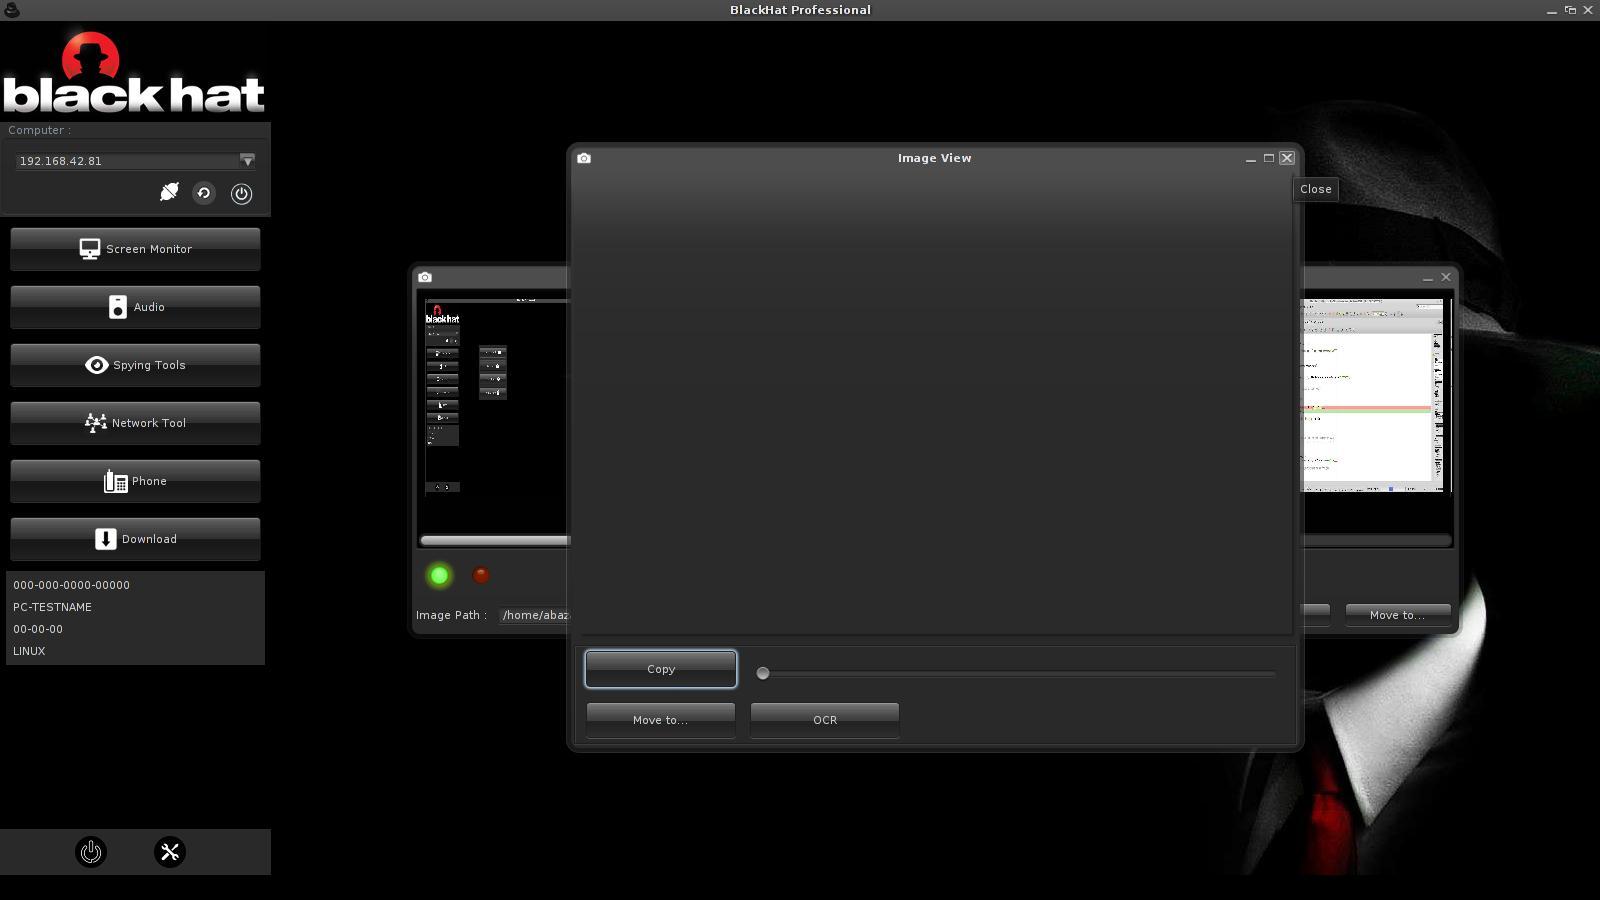 BlackHat Professional
black hat
Computer :
192.168.42.81
Screen Monitor
Audio
Spying Tools
Network Tool
Phone
Download
000-000-0000-00000
PC-TESTNAME
00-00-00
LINUX
Image View
Close
black hat
Image Path :
/home/abaz
Move to...
Copy
Move to...
OCR